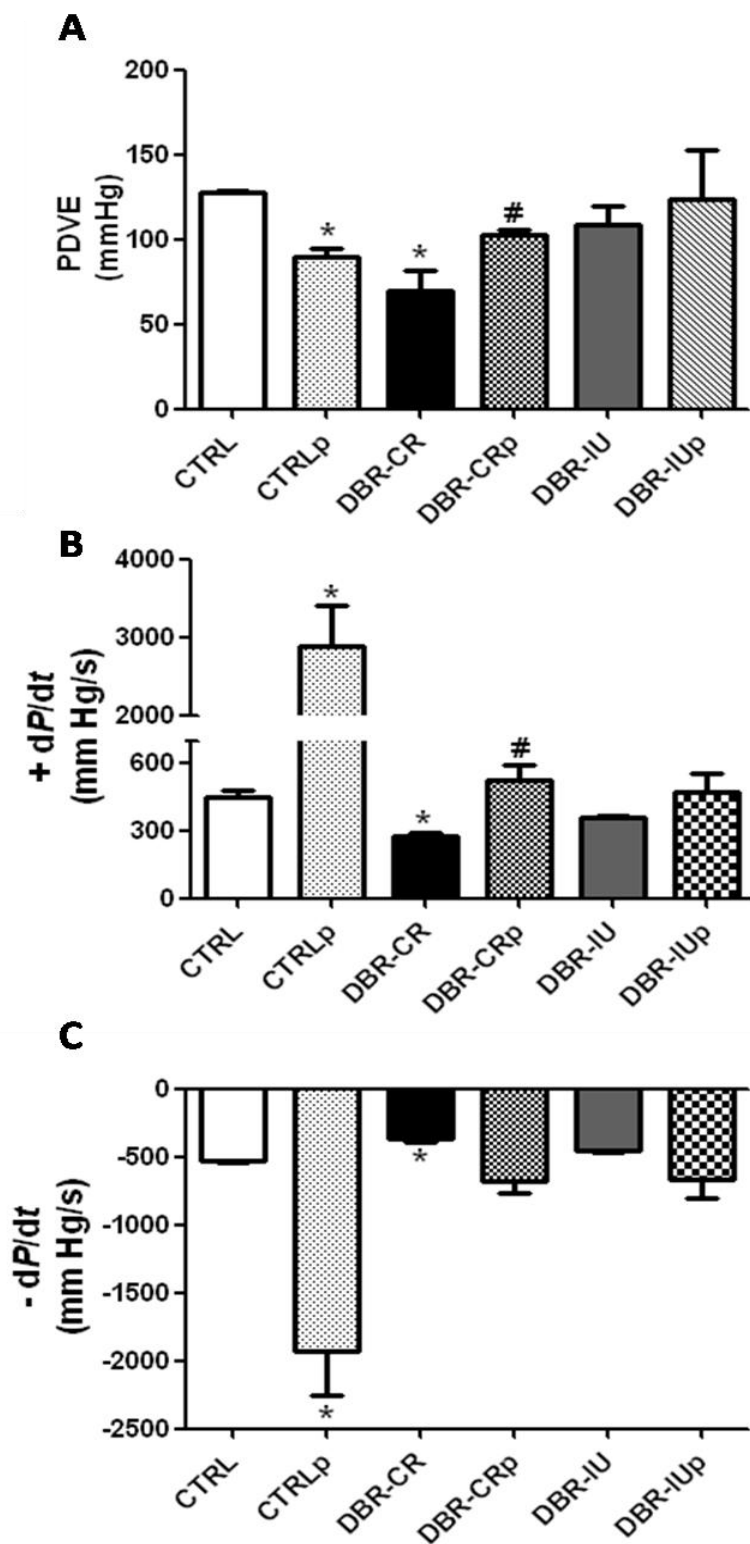 A
200
150
100
50
0
PDVE
(mmHg)
*
*
#
CTRL
CTRLp
DBR-CR
DBR-CRp
DBR-IU
DBR-IUp
B
4000
3000
2000
600
300
0
+ dP/dt
(mm Hg/s)
*
*
#
CTRL
CTRLp
DBR-CR
DBR-CRp
DBR-IU
DBR-IUp
C
0
-500
-1000
-1500
-2000
-2500
- dP/dt
(mm Hg/s)
*
*
CTRL
CTRLp
DBR-CR
DBR-CRp
DBR-IU
DBR-IUp